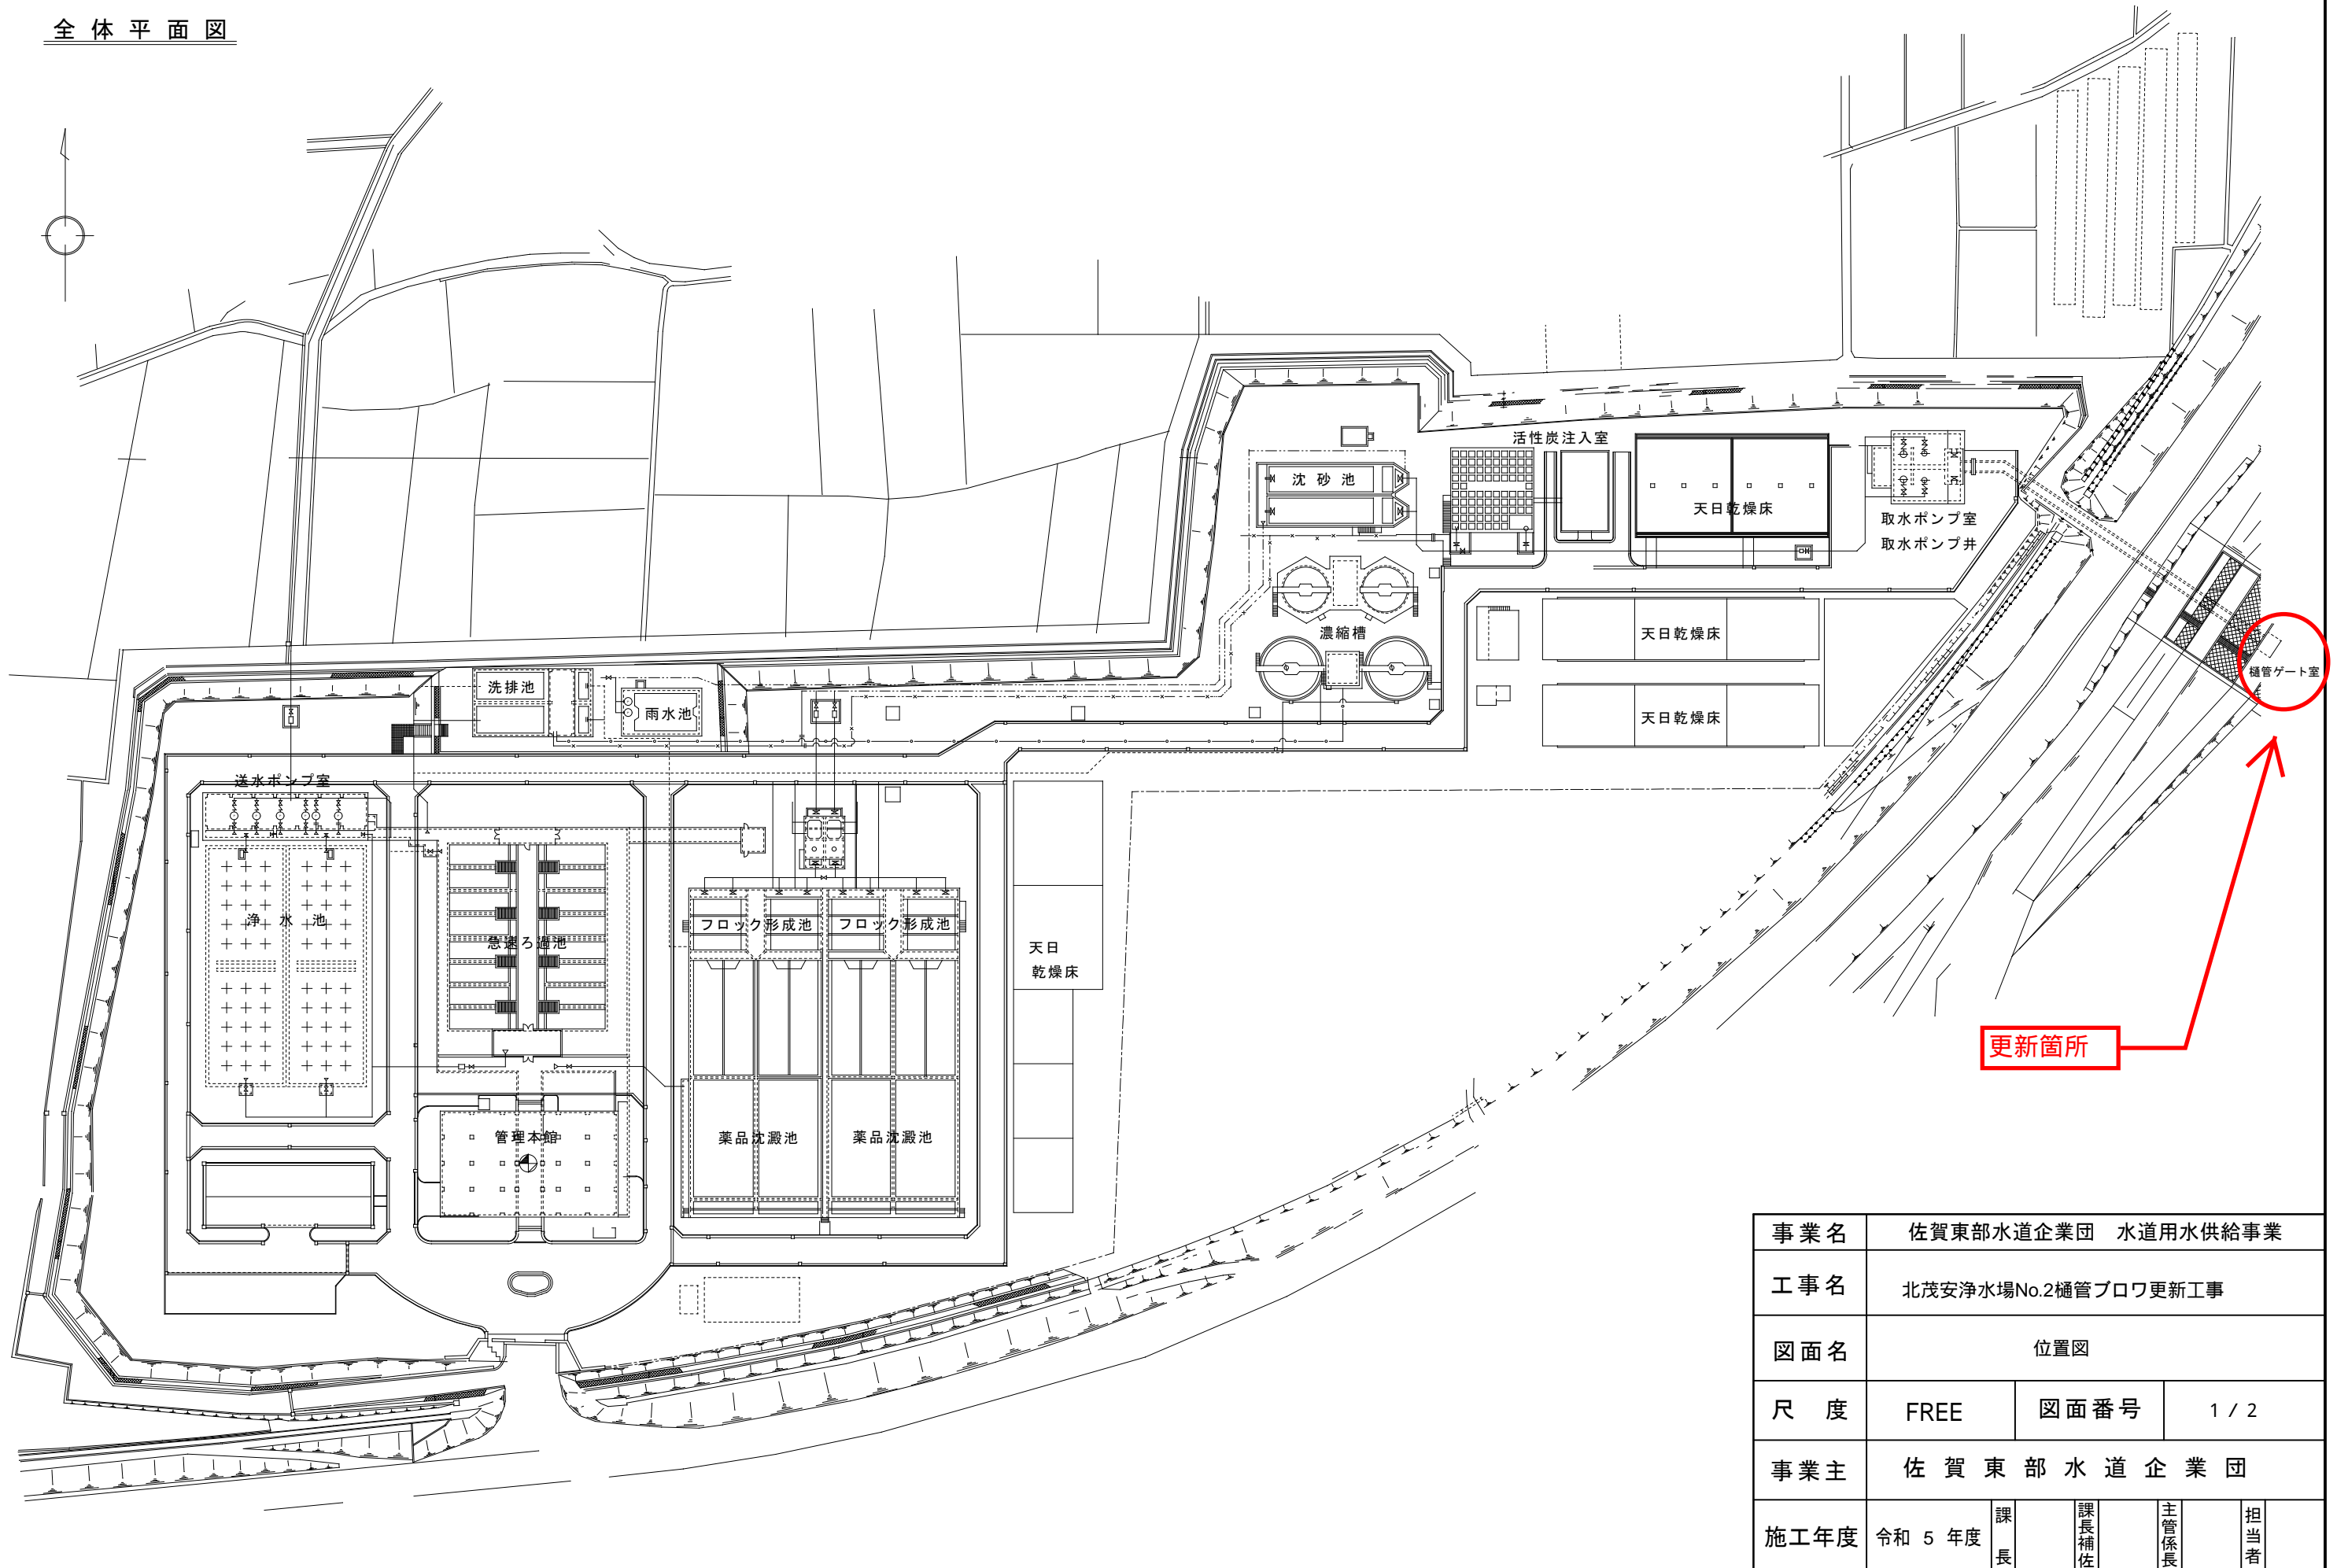 全体平面図
活性炭注入室
沈砂池
天日乾燥床
取水ポンプ室
取水ポンプ井
濃縮槽
天日乾燥床
天日乾燥床
樋管ゲート室
洗排池
雨水池
送水ポンプ室
浄水池
急速ろ過池
フロック形成池
フロック形成池
天日
乾燥床
更新箇所
管理本館
薬品沈澱池
薬品沈澱池
事業名 佐賀東部水道企業団 水道用水供給事業
工事名 北茂安浄水場No.2樋管ブロワ更新工事
図面名 位置図
尺度 FREE 図面番号 1 / 2
事業主 佐賀東部水道企業団
施工年度 令和 5 年度 課長 課長補佐 主管係長 担当者